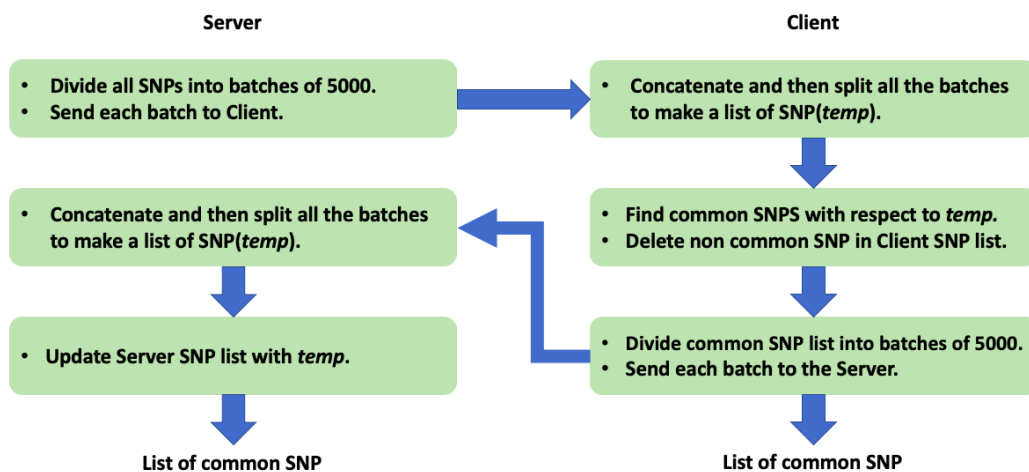 Server
Client
• Divide all SNPs into batches of 5000.
• Send each batch to Client.
• Concatenate and then split all the batches
to make a list of SNP(temp).
• Concatenate and then split all the batches
to make a list of SNP(temp).
• Find common SNPS with respect to temp.
• Delete non common SNP in Client SNP list.
• Update Server SNP list with temp.
• Divide common SNP list into batches of 5000.
• Send each batch to the Server.
List of common SNP
List of common SNP